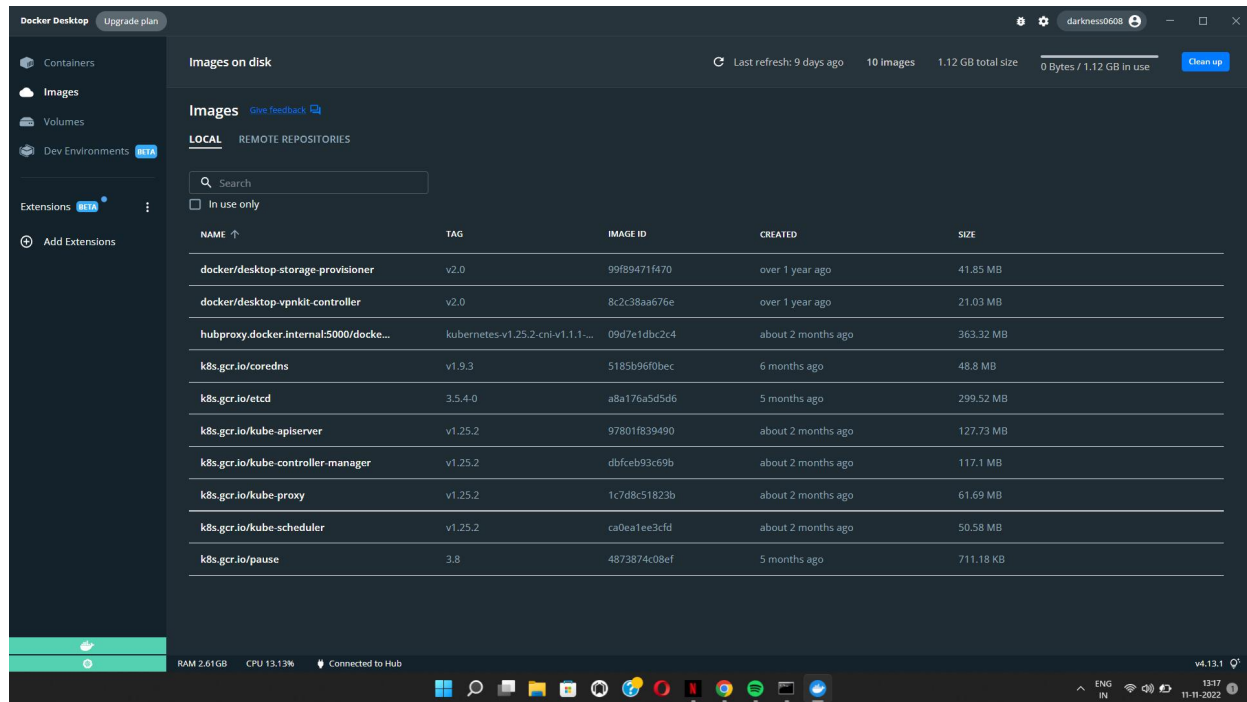 Docker Desktop Upgrade plan darkness0608
Containers
Images
Volumes
Dev Environments BETA
Extensions BETA
Add Extensions
Images on disk Last refresh: 9 days ago 10 images 1.12 GB total size 0 Bytes / 1.12 GB in use Clean up
Images Give feedback
LOCAL REMOTE REPOSITORIES
Search
In use only
NAME TAG IMAGE ID CREATED SIZE
docker/desktop-storage-provisioner v2.0 99f89471f470 over 1 year ago 41.85 MB
docker/desktop-vpnkit-controller v2.0 8c2c38aa676e over 1 year ago 21.03 MB
hubproxy.docker.internal:5000/docke... kubernetes-v1.25.2-cni-v1.1.1-... 09d7e1dbc2c4 about 2 months ago 363.32 MB
k8s.gcr.io/coredns v1.9.3 5185b96f0bec 6 months ago 48.8 MB
k8s.gcr.io/etcd 3.5.4-0 a8a176a5d5d6 5 months ago 299.52 MB
k8s.gcr.io/kube-apiserver v1.25.2 97801f839490 about 2 months ago 127.73 MB
k8s.gcr.io/kube-controller-manager v1.25.2 dbfceb93c69b about 2 months ago 117.1 MB
k8s.gcr.io/kube-proxy v1.25.2 1c7d8c51823b about 2 months ago 61.69 MB
k8s.gcr.io/kube-scheduler v1.25.2 ca0ea1ee3cfd about 2 months ago 50.58 MB
k8s.gcr.io/pause 3.8 4873874c08ef 5 months ago 711.18 KB
RAM 2.61GB CPU 13.13% Connected to Hub v4.13.1
ENG 13:17
IN 11-11-2022 1